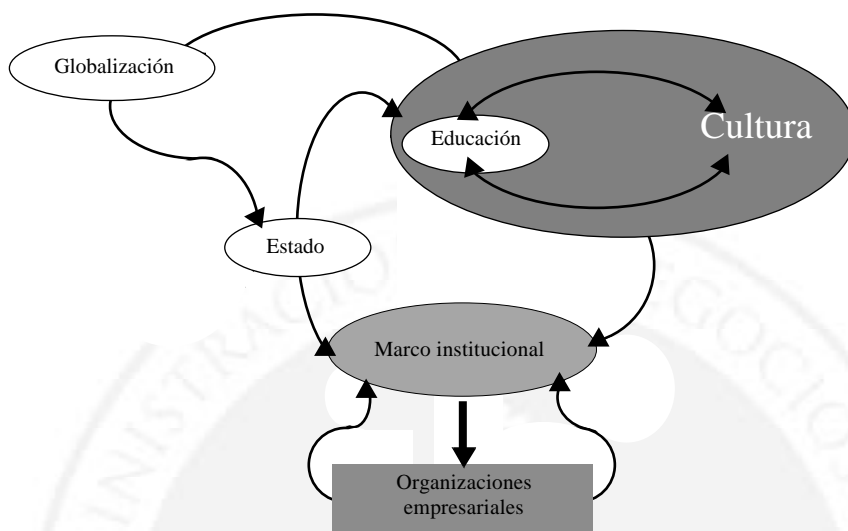 Globalización
Educación
Cultura
Estado
Marco institucional
Organizaciones
empresariales